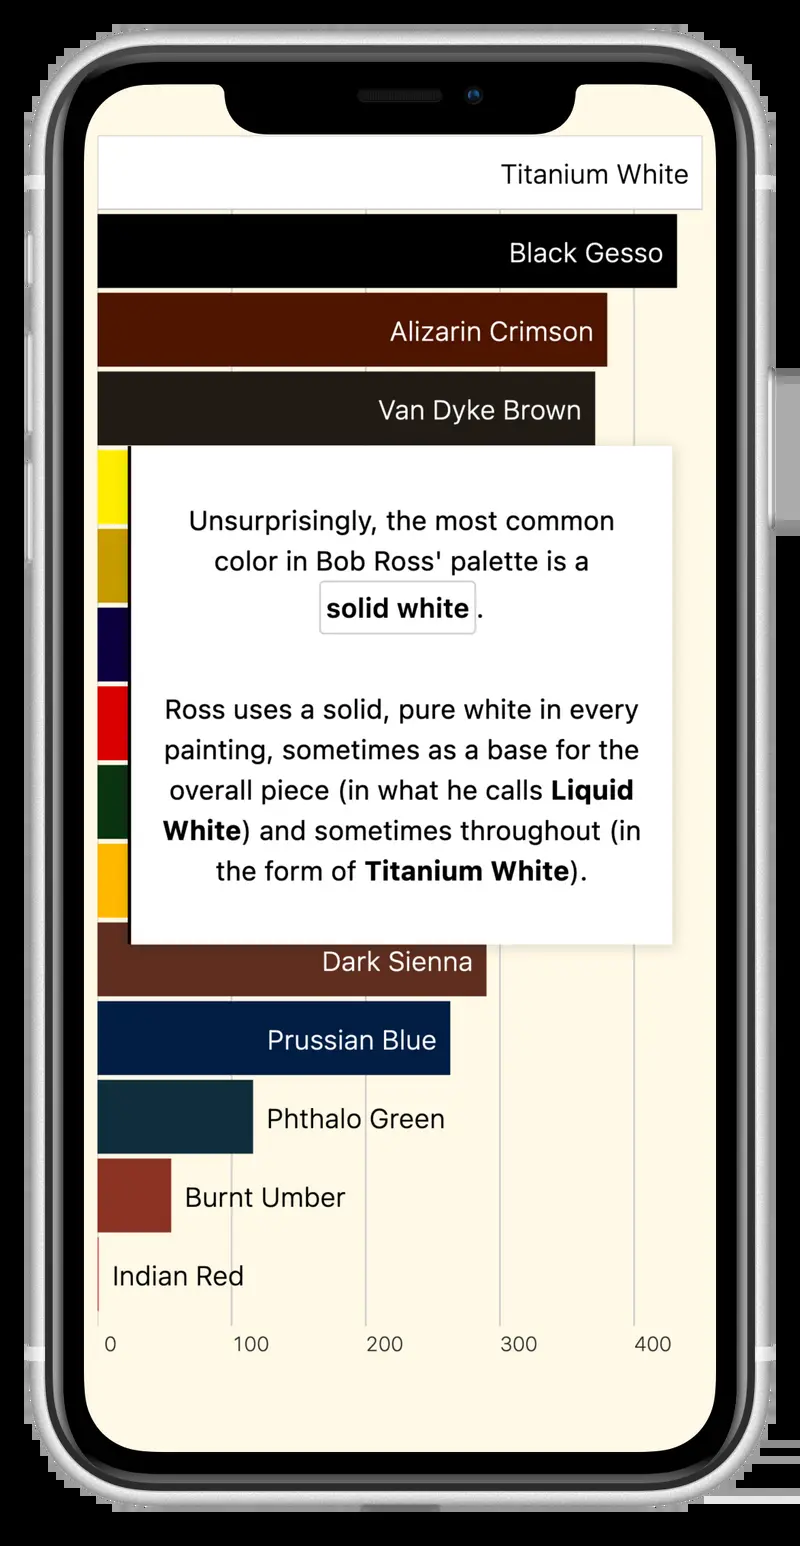 Titanium White
Black Gesso
Alizarin Crimson
Van Dyke Brown
Unsurprisingly, the most common
color in Bob Ross' palette is a
solid white.
Ross uses a solid, pure white in every
painting, sometimes as a base for the
overall piece (in what he calls Liquid
White) and sometimes throughout (in
the form of Titanium White).
Dark Sienna
Prussian Blue
Phthalo Green
Burnt Umber
Indian Red
0 100 200 300 400